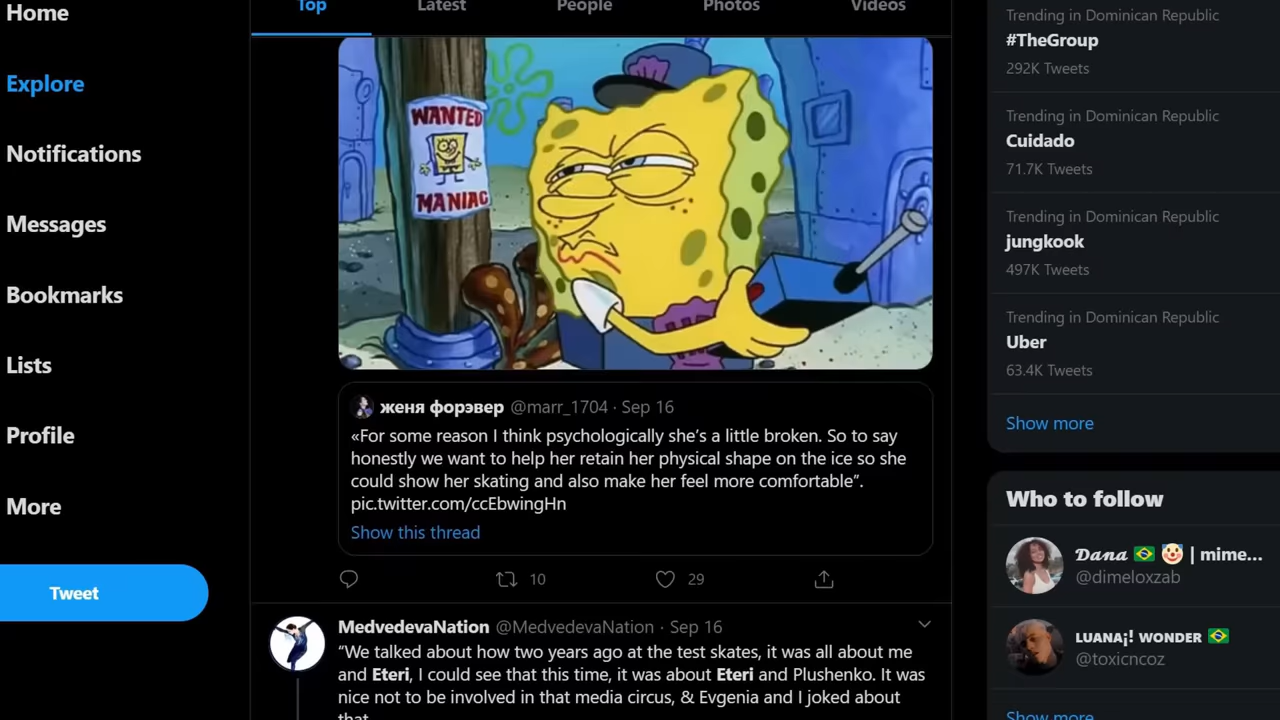 Home
Explore
Notifications
Messages
Bookmarks
Lists
Profile
More
Tweet
Top Latest People Photos Videos
WANTED
MANIAC
женя форэвер @marr_1704 · Sep 16
«For some reason I think psychologically she's a little broken. So to say
honestly we want to help her retain her physical shape on the ice so she
could show her skating and also make her feel more comfortable”.
pic.twitter.com/ccEbwingHn
Show this thread
10 29
MedvedevaNation @MedvedevaNation · Sep 16
“We talked about how two years ago at the test skates, it was all about me
and Eteri, I could see that this time, it was about Eteri and Plushenko. It was
nice not to be involved in that media circus, & Evgenia and I joked about
that
Trending in Dominican Republic
#TheGroup
292K Tweets
Trending in Dominican Republic
Cuidado
71.7K Tweets
Trending in Dominican Republic
jungkook
497K Tweets
Trending in Dominican Republic
Uber
63.4K Tweets
Show more
Who to follow
𝓓𝓪𝓷𝓪 🇧🇷 🤡 | mime...
@dimeloxzab
ʟᴜᴀɴᴀ¡! ᴡᴏɴᴅᴇʀ 🇧🇷
@toxicncoz
Show more